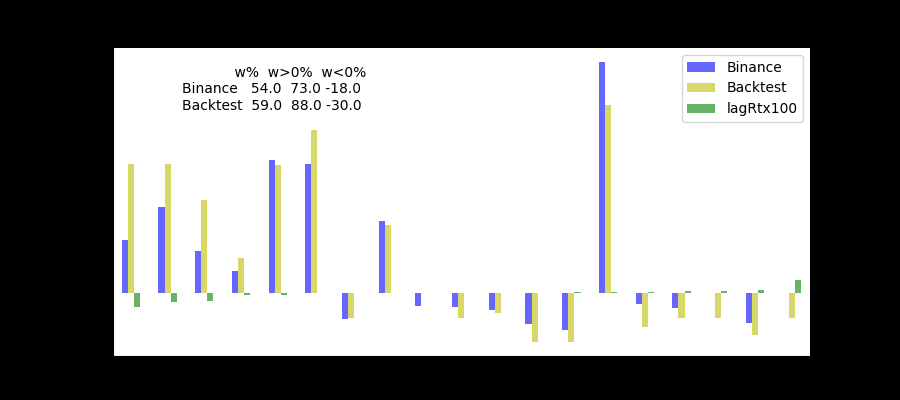 w% w>0% w<0%
Binance 54.0 73.0 -18.0
Backtest 59.0 88.0 -30.0
Binance
Backtest
lagRtx100